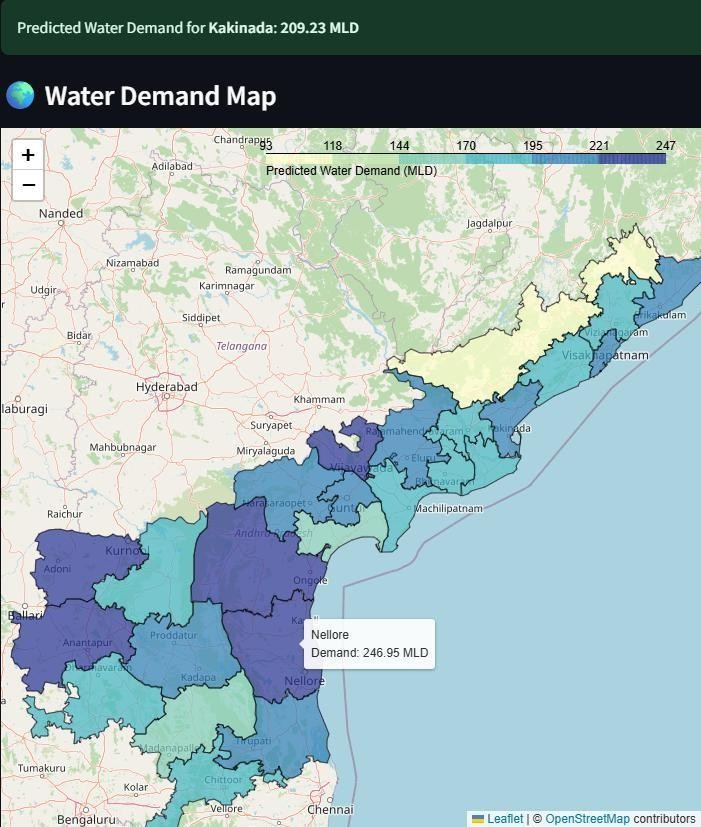 Predicted Water Demand for Kakinada: 209.23 MLD
Water Demand Map
+
−
93 118 144 170 195 221 247
Predicted Water Demand (MLD)
Chandrapur
Adilabad
Nanded
Jagdalpur
Nizamabad
Ramagundam
Karimnagar
Udgir
Siddipet
Srikakulam
Vizianagaram
Bidar
Telangana
Visakhapatnam
Hyderabad
Khammam
laburagi
Suryapet
Rajamahendravaram
Kakinada
Mahbubnagar
Miryalaguda
Eluru
Vijayawada
Bhimavaram
Narasaraopet
Guntur
Machilipatnam
Raichur
Andhra Pradesh
Kurnool
Adoni
Ongole
Ballari
Kavali
Nellore
Demand: 246.95 MLD
Proddatur
Anantapur
Dharmavaram
Kadapa
Nellore
Tirupati
Madanapalle
Tumakuru
Chittoor
Kolar
Vellore
Chennai
Bengaluru
Leaflet | © OpenStreetMap contributors